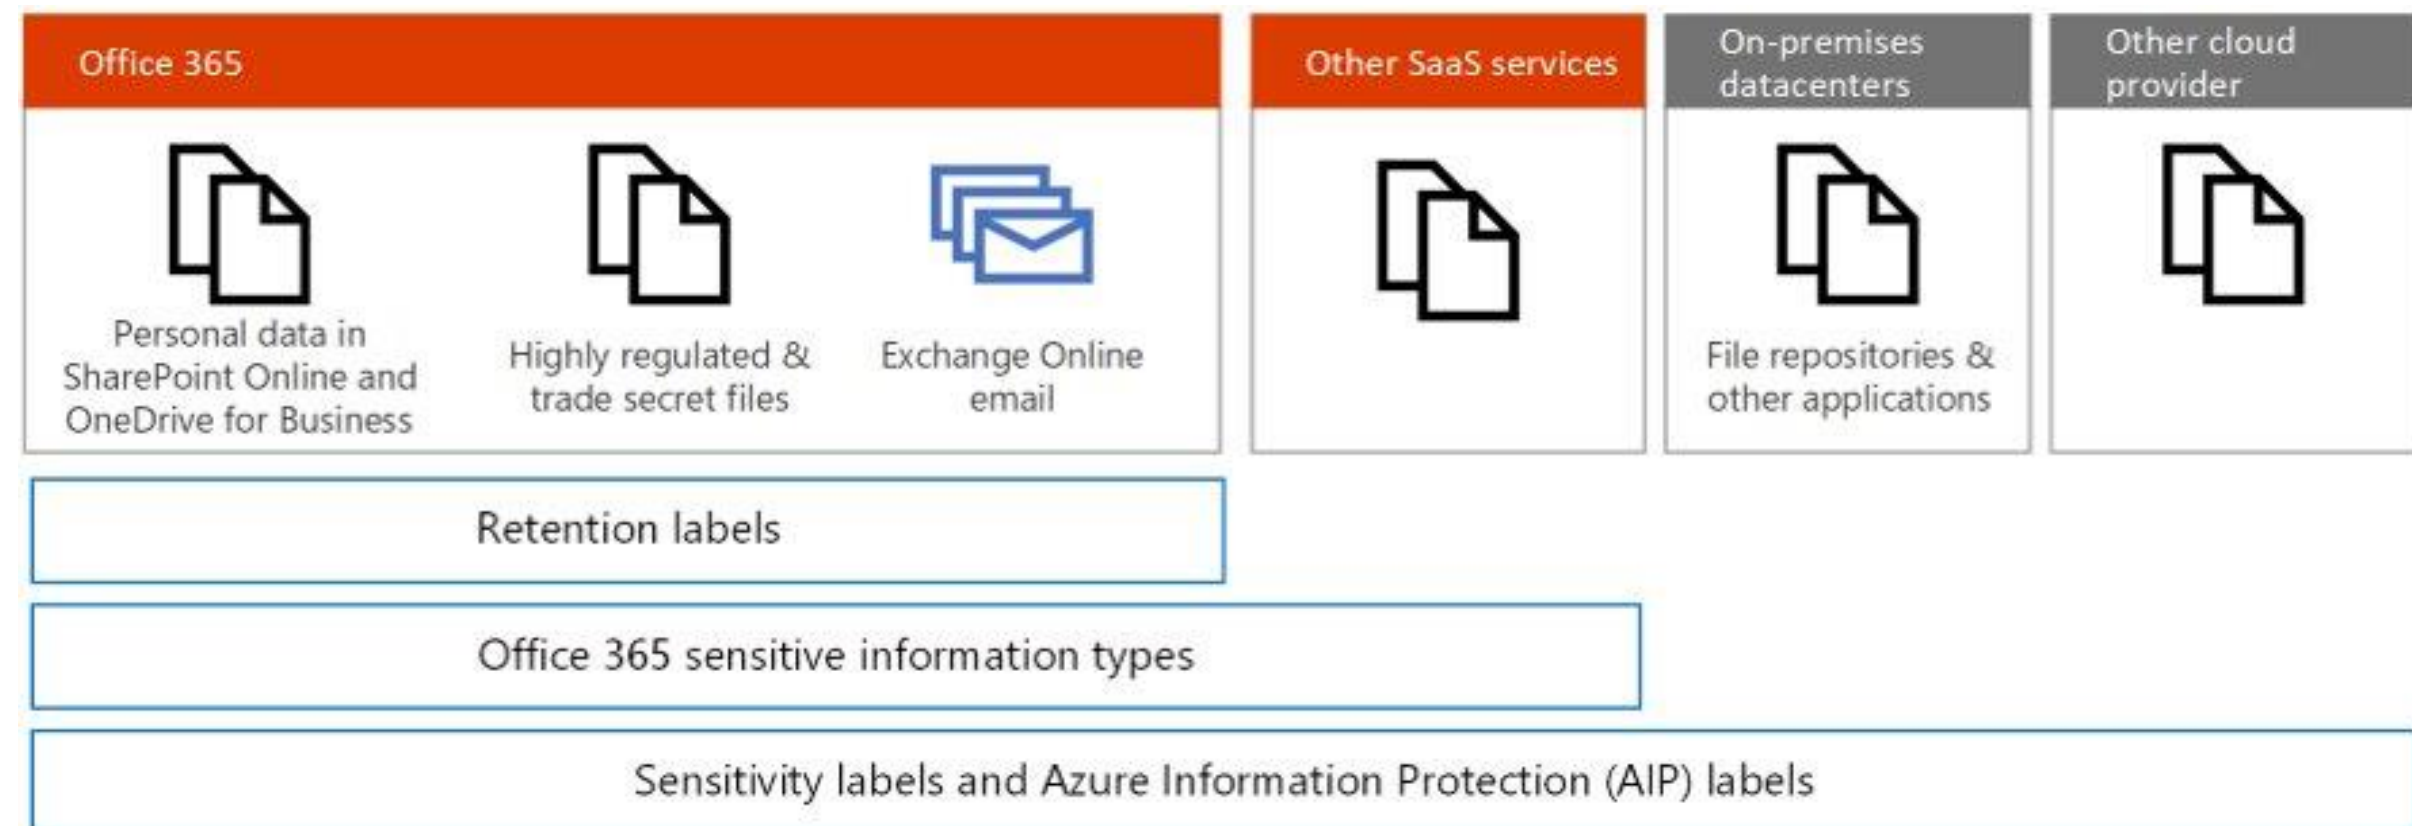 Office 365
Other SaaS services
On-premises
datacenters
Other cloud
provider
Personal data in
SharePoint Online and
OneDrive for Business
Highly regulated &
trade secret files
Exchange Online
email
File repositories &
other applications
Retention labels
Office 365 sensitive information types
Sensitivity labels and Azure Information Protection (AIP) labels